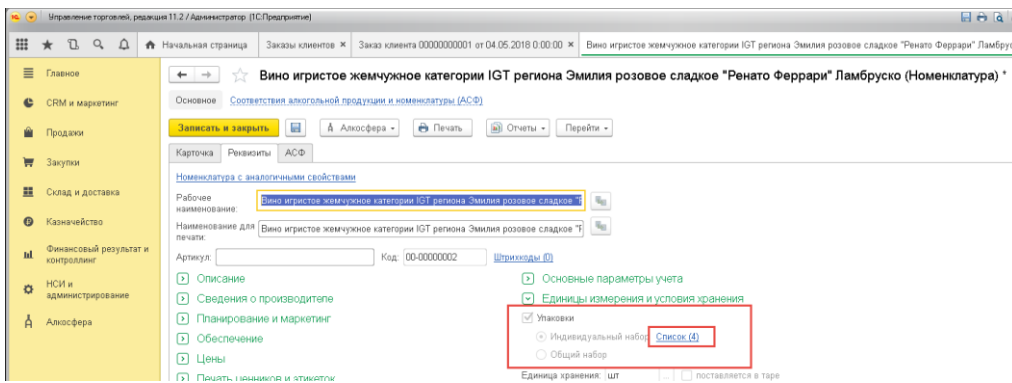 Управление торговлей, редакция 11.2 / Администратор (1С:Предприятие)
Начальная страница Заказы клиентов × Заказ клиента 00000000001 от 04.05.2018 0:00:00 × Вино игристое жемчужное категории IGT региона Эмилия розовое сладкое "Ренато Феррари" Ламбру
Главное
CRM и маркетинг
Продажи
Закупки
Склад и доставка
Казначейство
Финансовый результат и
контроллинг
НСИ и
администрирование
Алкосфера
Вино игристое жемчужное категории IGT региона Эмилия розовое сладкое "Ренато Феррари" Ламбруско (Номенклатура) *
Основное Соответствия алкогольной продукции и номенклатуры (АСФ)
Записать и закрыть Алкосфера Печать Отчеты Перейти
Карточка Реквизиты АСФ
Номенклатура с аналогичными свойствами
Рабочее
наименование: Вино игристое жемчужное категории IGT региона Эмилия розовое сладкое "
Наименование для
печати: Вино игристое жемчужное категории IGT региона Эмилия розовое сладкое "
Артикул: Код: 00-00000002 Штрихкоды (0)
Описание Основные параметры учета
Сведения о производителе Единицы измерения и условия хранения
Планирование и маркетинг Упаковки
Обеспечение Индивидуальный набор Список (4)
Цены Общий набор
Печать ценников и этикеток Единица хранения: шт ... поставляется в таре